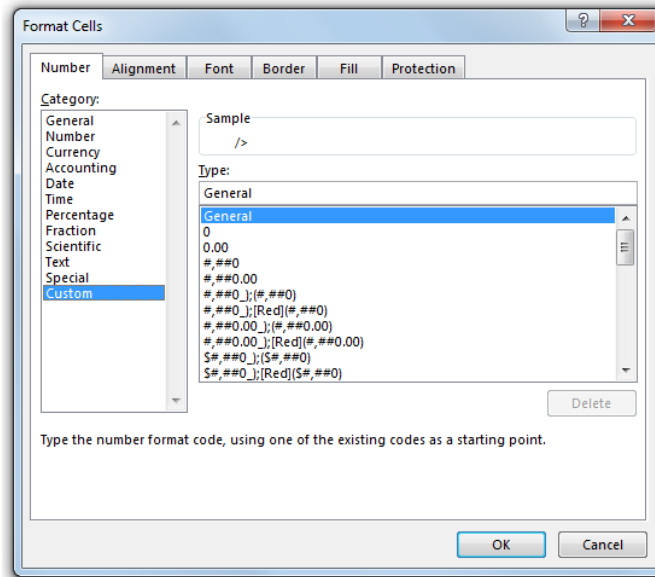 Format Cells
Number Alignment Font Border Fill Protection
Category:
General
Number
Currency
Accounting
Date
Time
Percentage
Fraction
Scientific
Text
Special
Custom
Sample
/>
Type:
General
General
0
0.00
#,##0
#,##0.00
#,##0_);(#,##0)
#,##0_);[Red](#,##0)
#,##0.00_);(#,##0.00)
#,##0.00_);[Red](#,##0.00)
$#,##0_);($#,##0)
$#,##0_);[Red]($#,##0)
Delete
Type the number format code, using one of the existing codes as a starting point.
OK Cancel